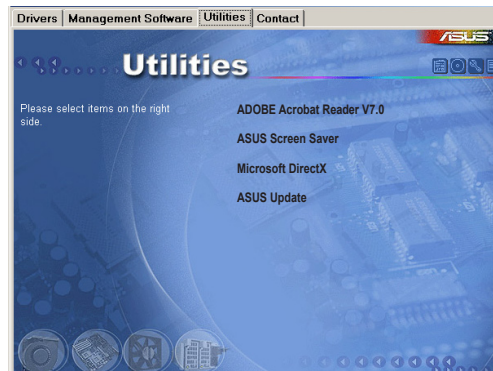 Drivers Management Software Utilities Contact
ASUS
Utilities
Please select items on the right
side.
ADOBE Acrobat Reader V7.0
ASUS Screen Saver
Microsoft DirectX
ASUS Update